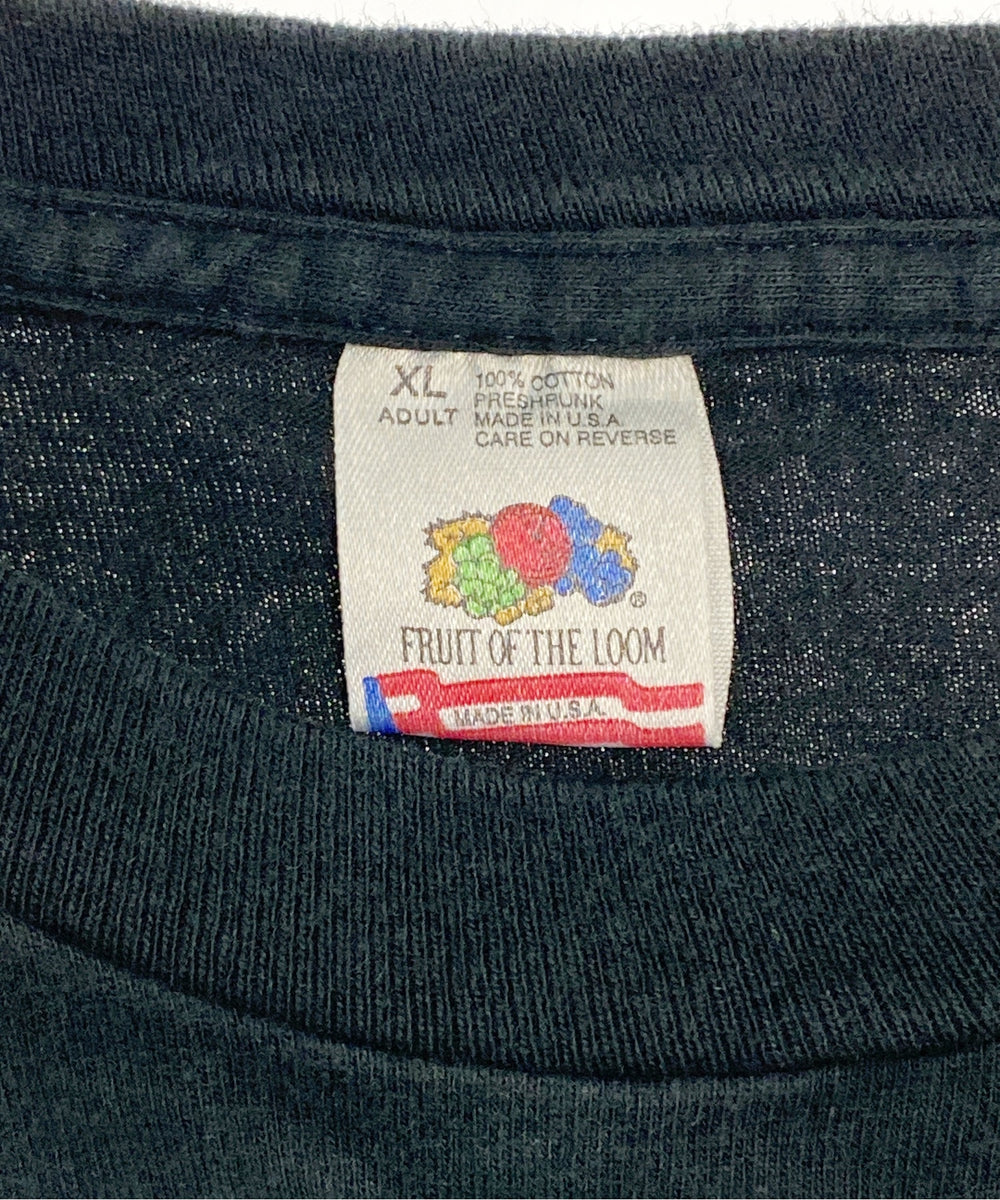 XL
ADULT
100% COTTON
PRESHRUNK
MADE IN U.S.A
CARE ON REVERSE
®
FRUIT OF THE LOOM
MADE IN U.S.A.